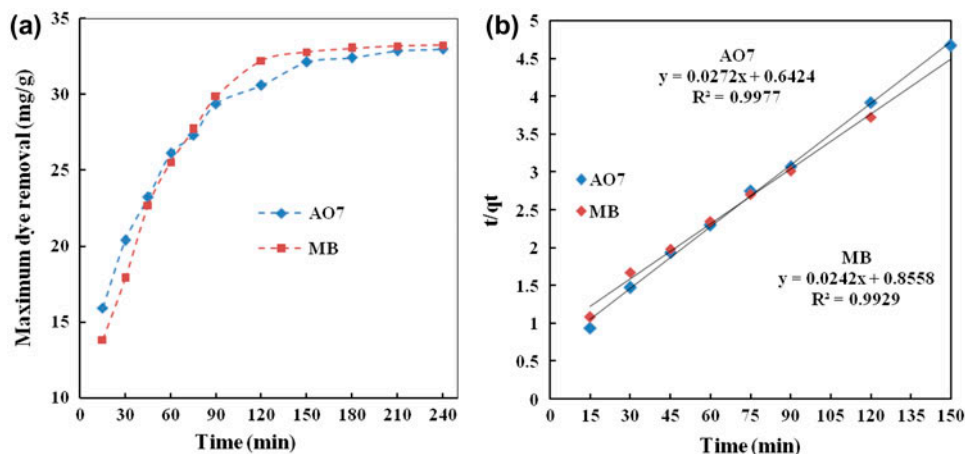 (a)
35
30
25
20
15
10
Maximum dye removal (mg/g)
AO7
MB
0 30 60 90 120 150 180 210 240
Time (min)
(b)
5
4.5
4
3.5
3
2.5
2
1.5
1
0.5
0
t/qt
AO7
y = 0.0272x + 0.6424
R² = 0.9977
AO7
MB
MB
y = 0.0242x + 0.8558
R² = 0.9929
0 15 30 45 60 75 90 105 120 135 150
Time (min)